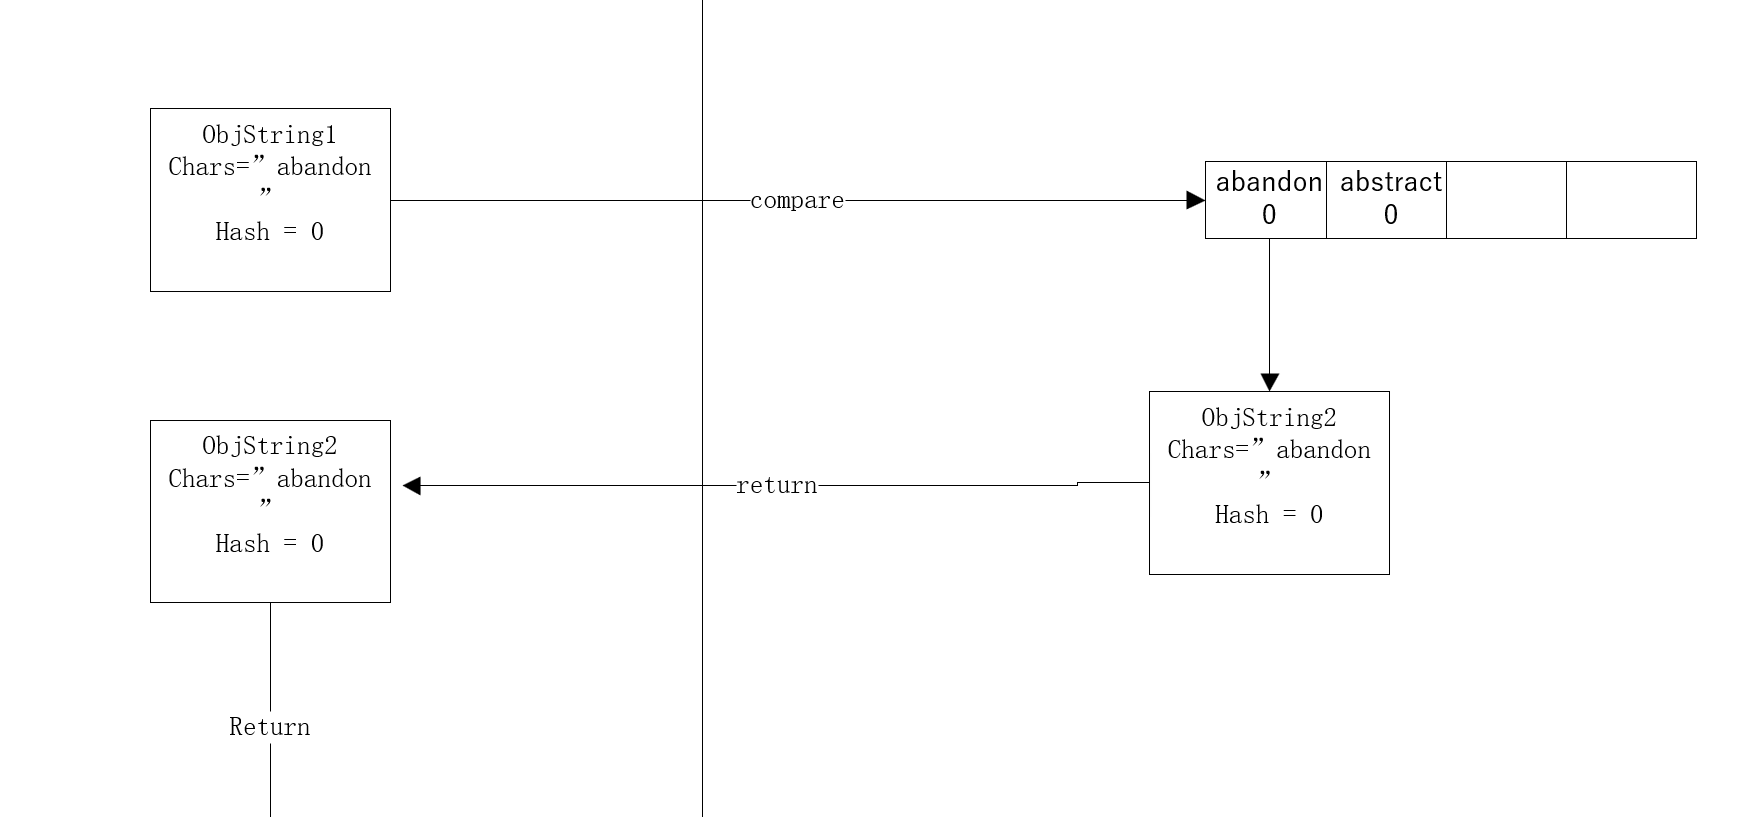 ObjString1
Chars=” abandon
”
Hash = 0
compare
abandon
0
abstract
0
ObjString2
Chars=” abandon
”
Hash = 0
return
ObjString2
Chars=” abandon
”
Hash = 0
Return